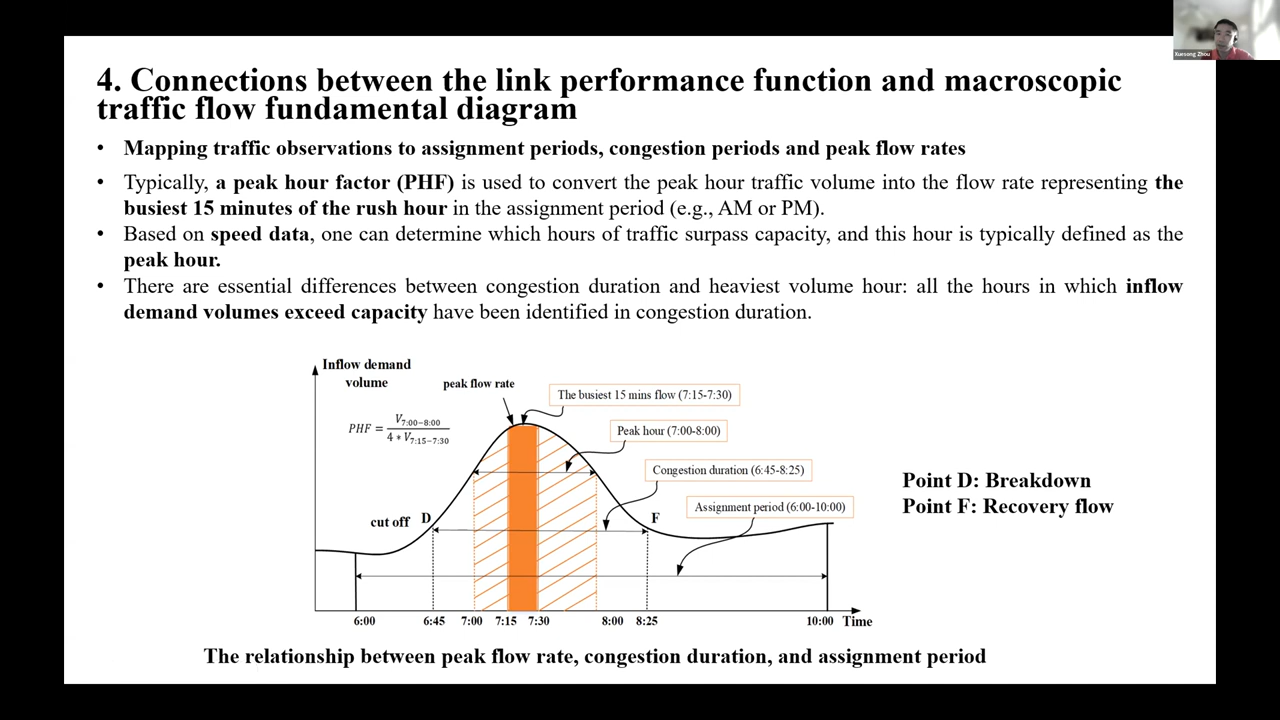 4. Connections between the link performance function and macroscopic
traffic flow fundamental diagram
• Mapping traffic observations to assignment periods, congestion periods and peak flow rates
• Typically, a peak hour factor (PHF) is used to convert the peak hour traffic volume into the flow rate representing the
busiest 15 minutes of the rush hour in the assignment period (e.g., AM or PM).
• Based on speed data, one can determine which hours of traffic surpass capacity, and this hour is typically defined as the
peak hour.
• There are essential differences between congestion duration and heaviest volume hour: all the hours in which inflow
demand volumes exceed capacity have been identified in congestion duration.
Inflow demand
volume
peak flow rate
The busiest 15 mins flow (7:15-7:30)
PHF = V7:00−8:00 / 4 * V7:15−7:30
Peak hour (7:00-8:00)
Congestion duration (6:45-8:25)
Assignment period (6:00-10:00)
cut off D
F
Point D: Breakdown
Point F: Recovery flow
6:00 6:45 7:00 7:15 7:30 8:00 8:25 10:00 Time
The relationship between peak flow rate, congestion duration, and assignment period
Xuesong Zhou